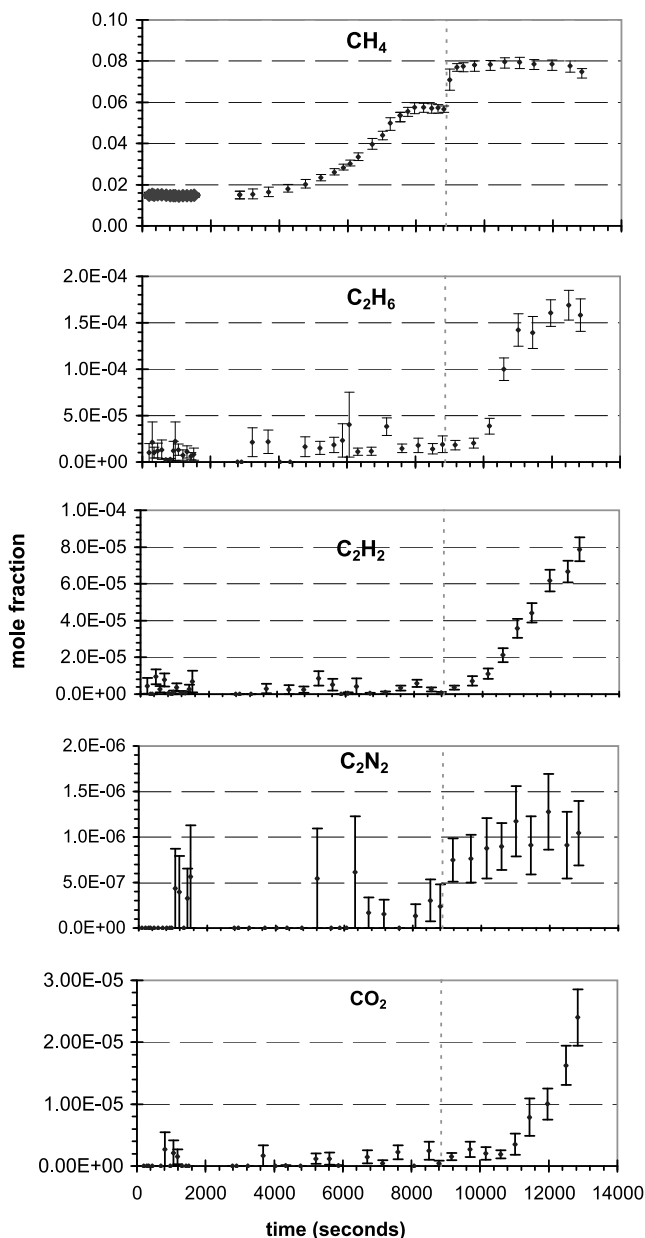 CH4
0.10
0.08
0.06
0.04
0.02
0.00
C2H6
2.0E-04
1.5E-04
1.0E-04
5.0E-05
0.0E+00
C2H2
1.0E-04
8.0E-05
6.0E-05
4.0E-05
2.0E-05
0.0E+00
mole fraction
C2N2
2.0E-06
1.5E-06
1.0E-06
5.0E-07
0.0E+00
CO2
3.00E-05
2.00E-05
1.00E-05
0.00E+00
0 2000 4000 6000 8000 10000 12000 14000
time (seconds)